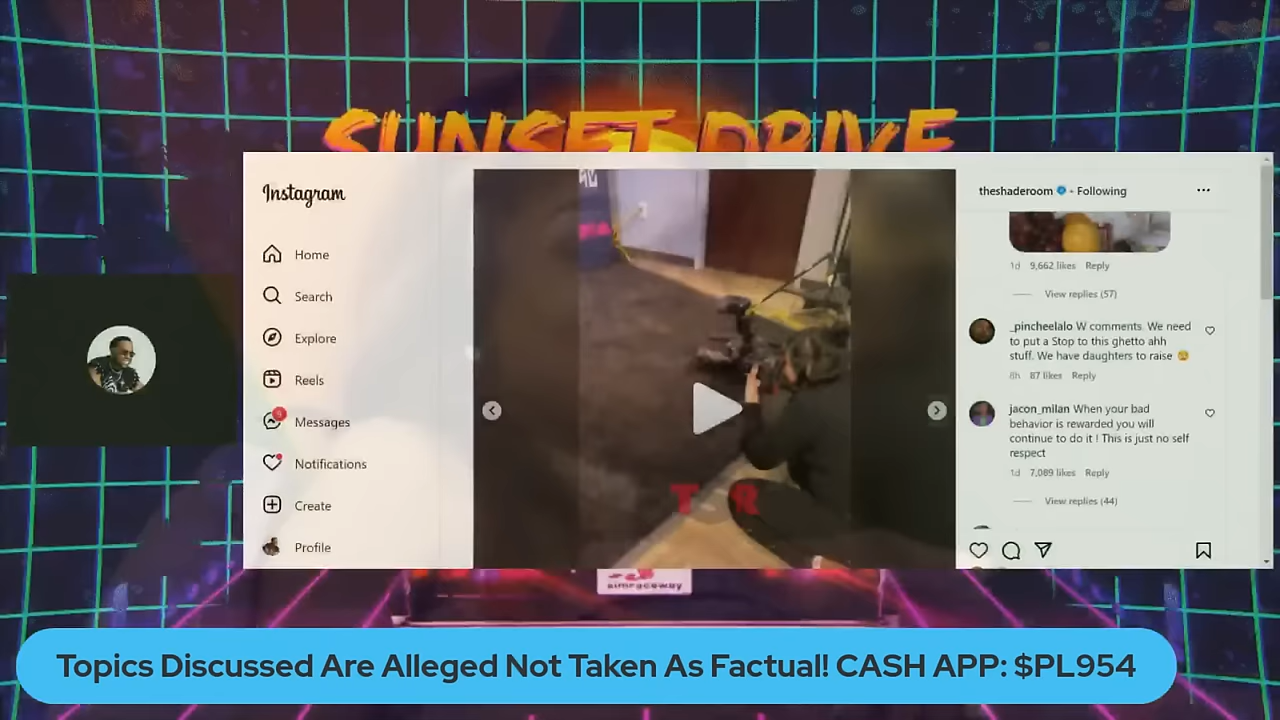 SUNSET DRIVE
Instagram
Home
Search
Explore
Reels
Messages
Notifications
Create
Profile
TSR
theshaderoom • Following
1d 9,662 likes Reply
View replies (57)
_pincheelalo W comments. We need
to put a Stop to this ghetto ahh
stuff. We have daughters to raise 😥
8h 87 likes Reply
jacon_milan When your bad
behavior is rewarded you will
continue to do it ! This is just no self
respect
1d 7,089 likes Reply
View replies (44)
simraceway
Topics Discussed Are Alleged Not Taken As Factual! CASH APP: $PL954